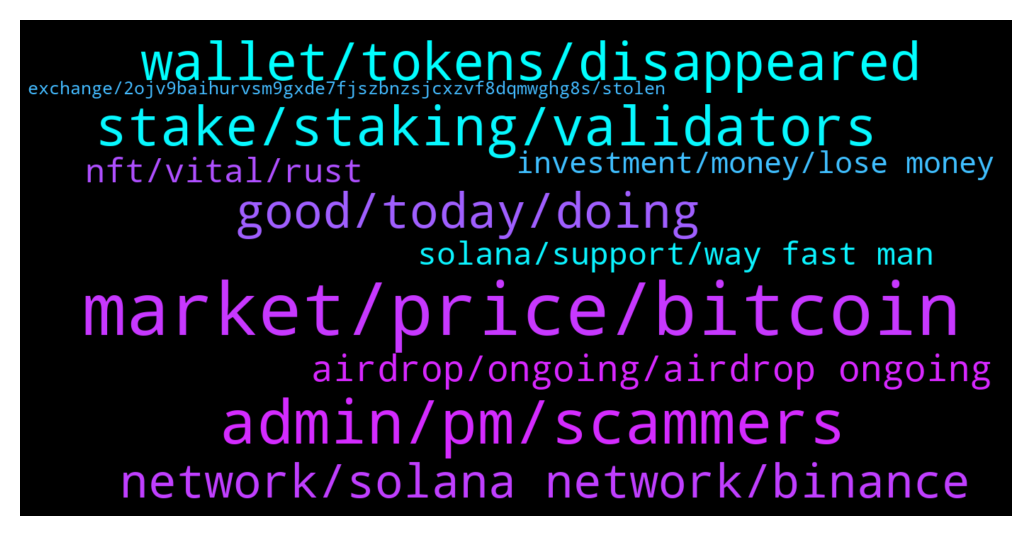 wallet/tokens/disappeared
exchange/2ojv9baihurvsm9gxde7fjszbnzsjcxzvf8dqmwghg8s/stolen
stake/staking/validators
nft/vital/rust
investment/money/lose money
good/today/doing
solana/support/way fast man
market/price/bitcoin
airdrop/ongoing/airdrop ongoing
admin/pm/scammers
network/solana network/binance